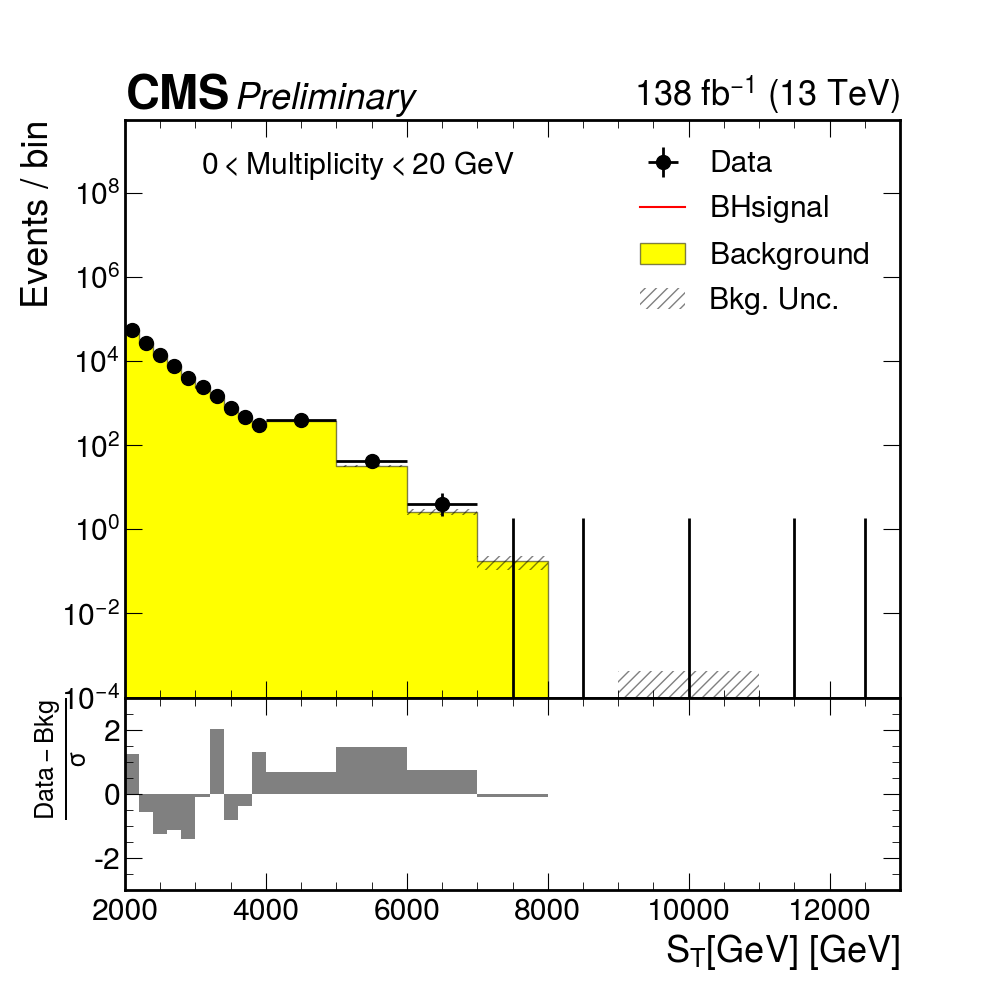 CMS Preliminary 138 fb⁻¹ (13 TeV)
Events / bin
0 < Multiplicity < 20 GeV
Data
BHsignal
Background
Bkg. Unc.
10⁸
10⁶
10⁴
10²
10⁰
10⁻²
10⁻⁴
Data − Bkg
σ
2
0
-2
2000 4000 6000 8000 10000 12000
S_T[GeV] [GeV]